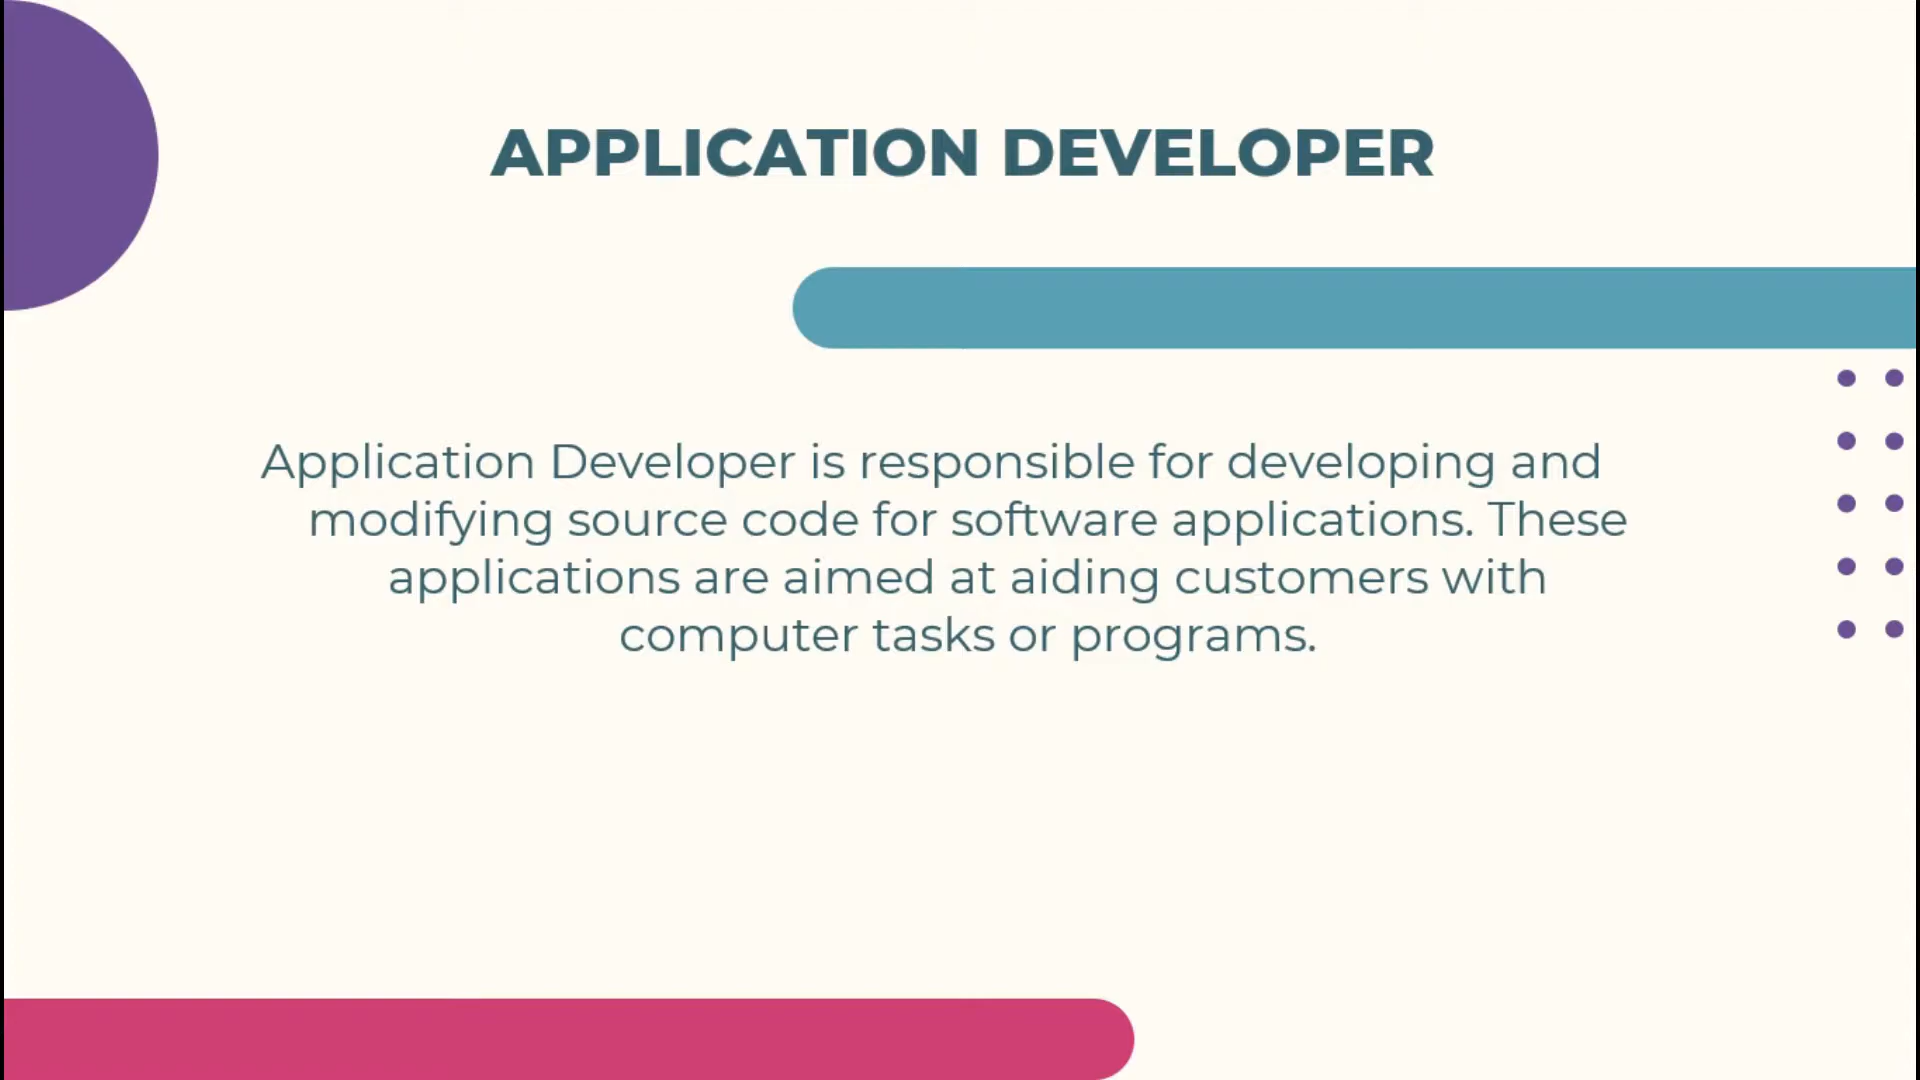 APPLICATION DEVELOPER
Application Developer is responsible for developing and
modifying source code for software applications. These
applications are aimed at aiding customers with
computer tasks or programs.